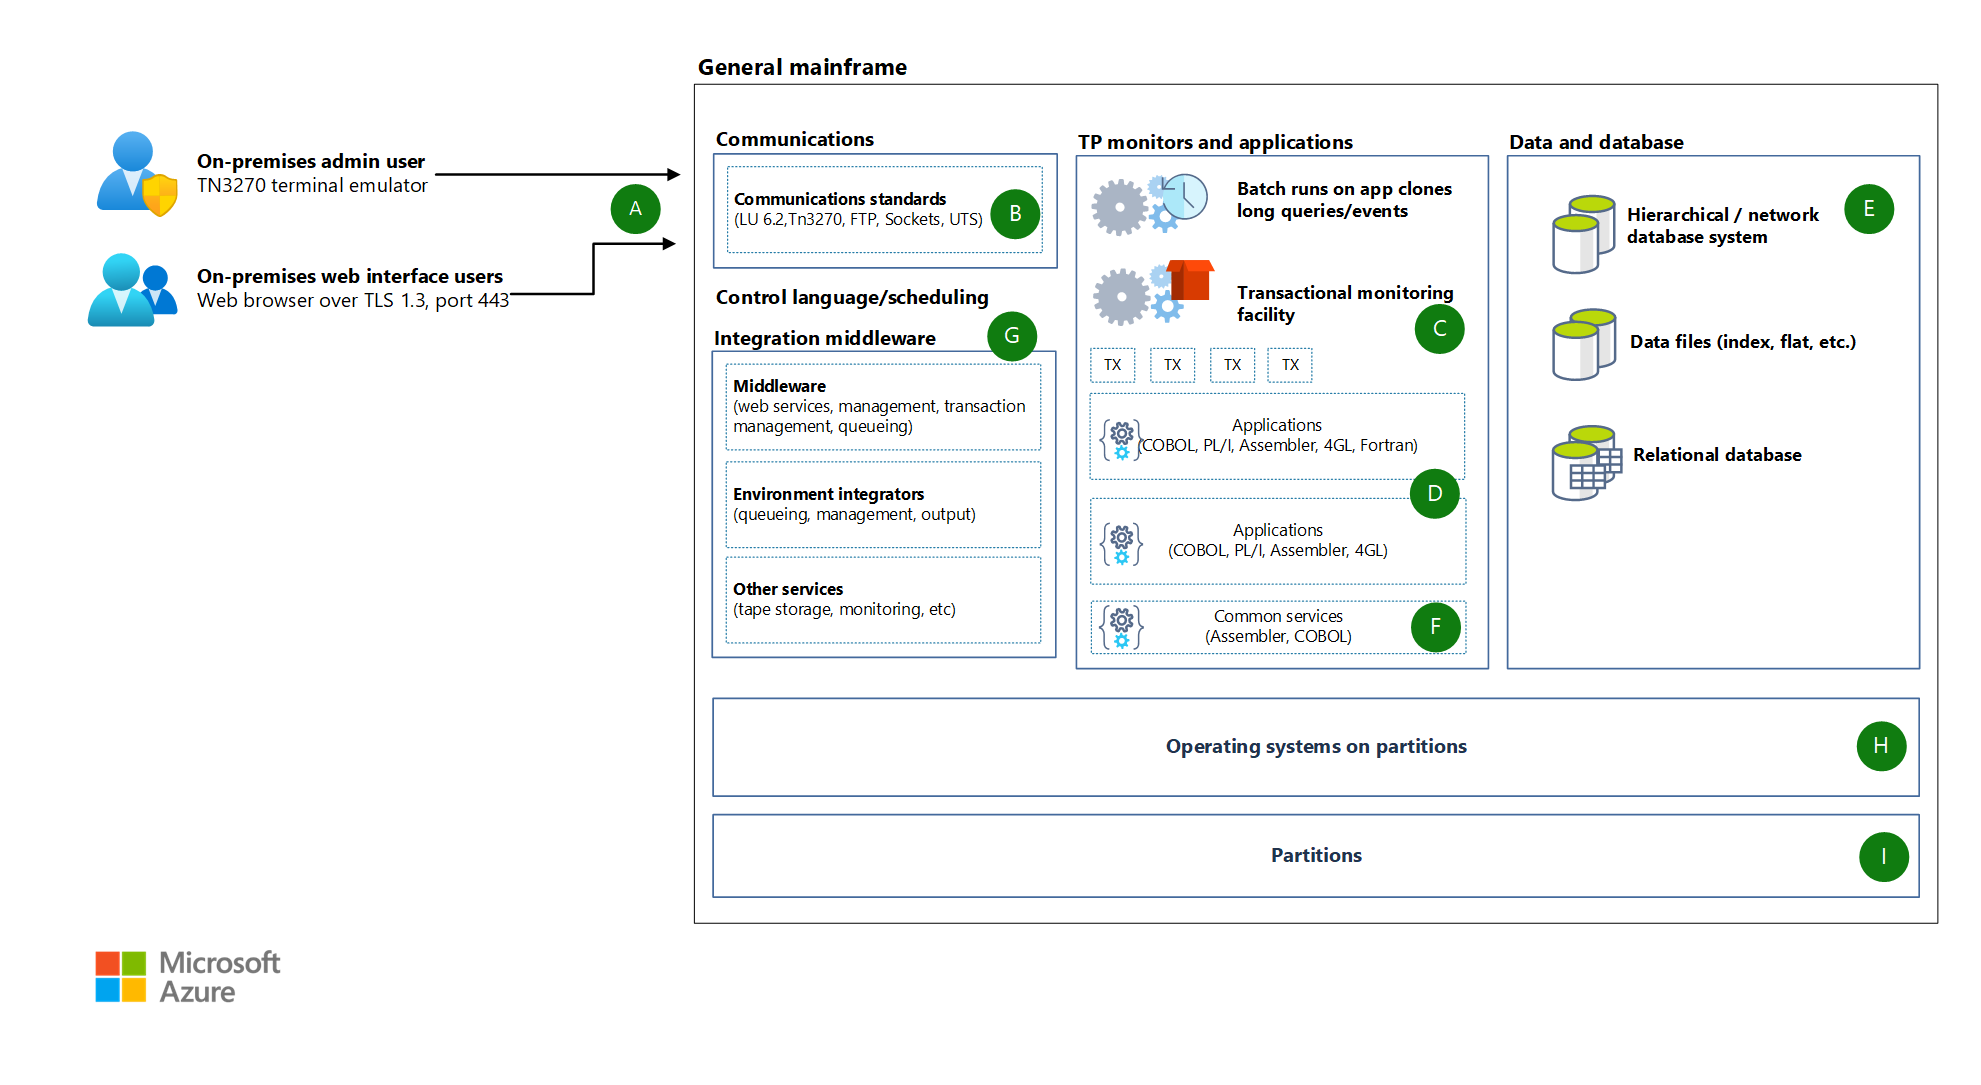 General mainframe
On-premises admin user
TN3270 terminal emulator
A
On-premises web interface users
Web browser over TLS 1.3, port 443
Communications
Communications standards
(LU 6.2,Tn3270, FTP, Sockets, UTS)
B
Control language/scheduling
Integration middleware
G
Middleware
(web services, management, transaction
management, queueing)
Environment integrators
(queueing, management, output)
Other services
(tape storage, monitoring, etc)
TP monitors and applications
Batch runs on app clones
long queries/events
Transactional monitoring
facility
C
TX
TX
TX
TX
Applications
(COBOL, PL/I, Assembler, 4GL, Fortran)
D
Applications
(COBOL, PL/I, Assembler, 4GL)
Common services
(Assembler, COBOL)
F
Data and database
E
Hierarchical / network
database system
Data files (index, flat, etc.)
Relational database
Operating systems on partitions
H
Partitions
I
Microsoft
Azure